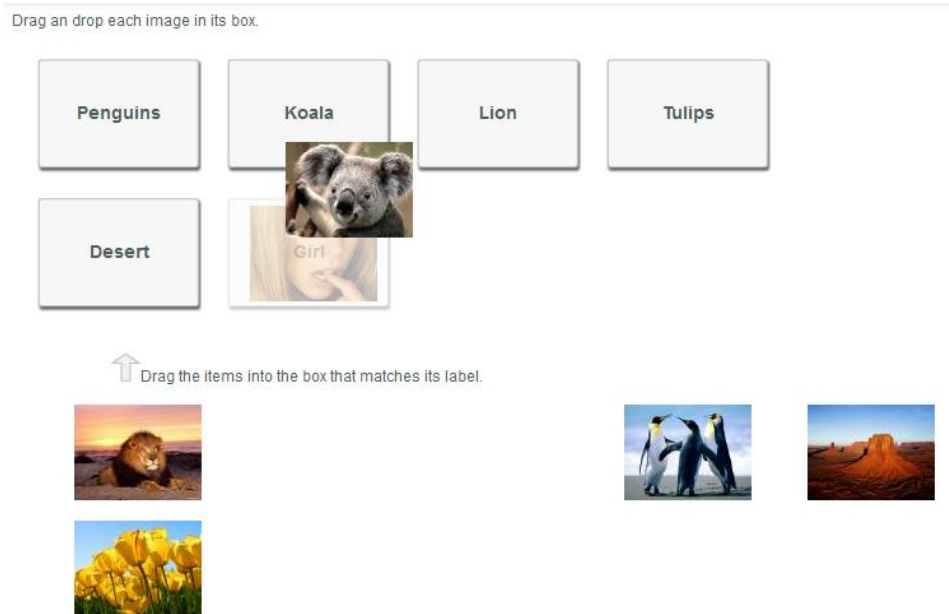 Drag an drop each image in its box.
Penguins
Koala
Lion
Tulips
Desert
Girl
Drag the items into the box that matches its label.